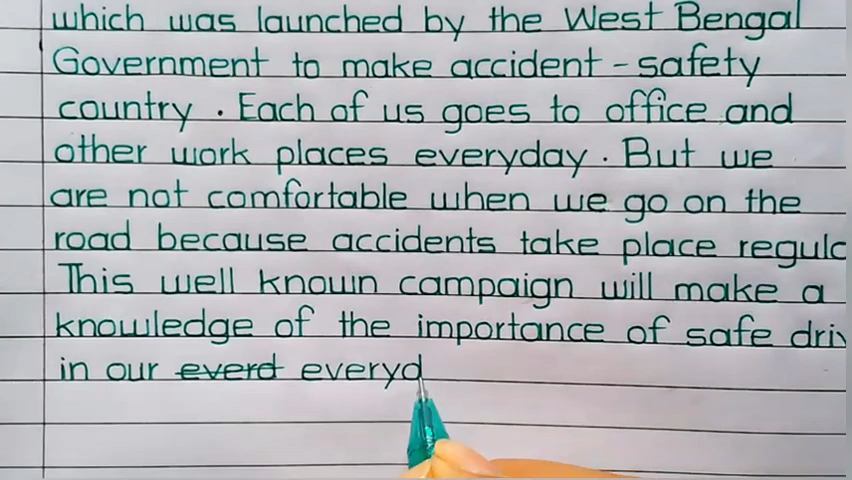 which was launched by the West Bengal
Government to make accident - safety
country . Each of us goes to office and
other work places everyday . But we
are not comfortable when we go on the
road because accidents take place regula
This well known campaign will make a
knowledge of the importance of safe driv
in our everd everyd